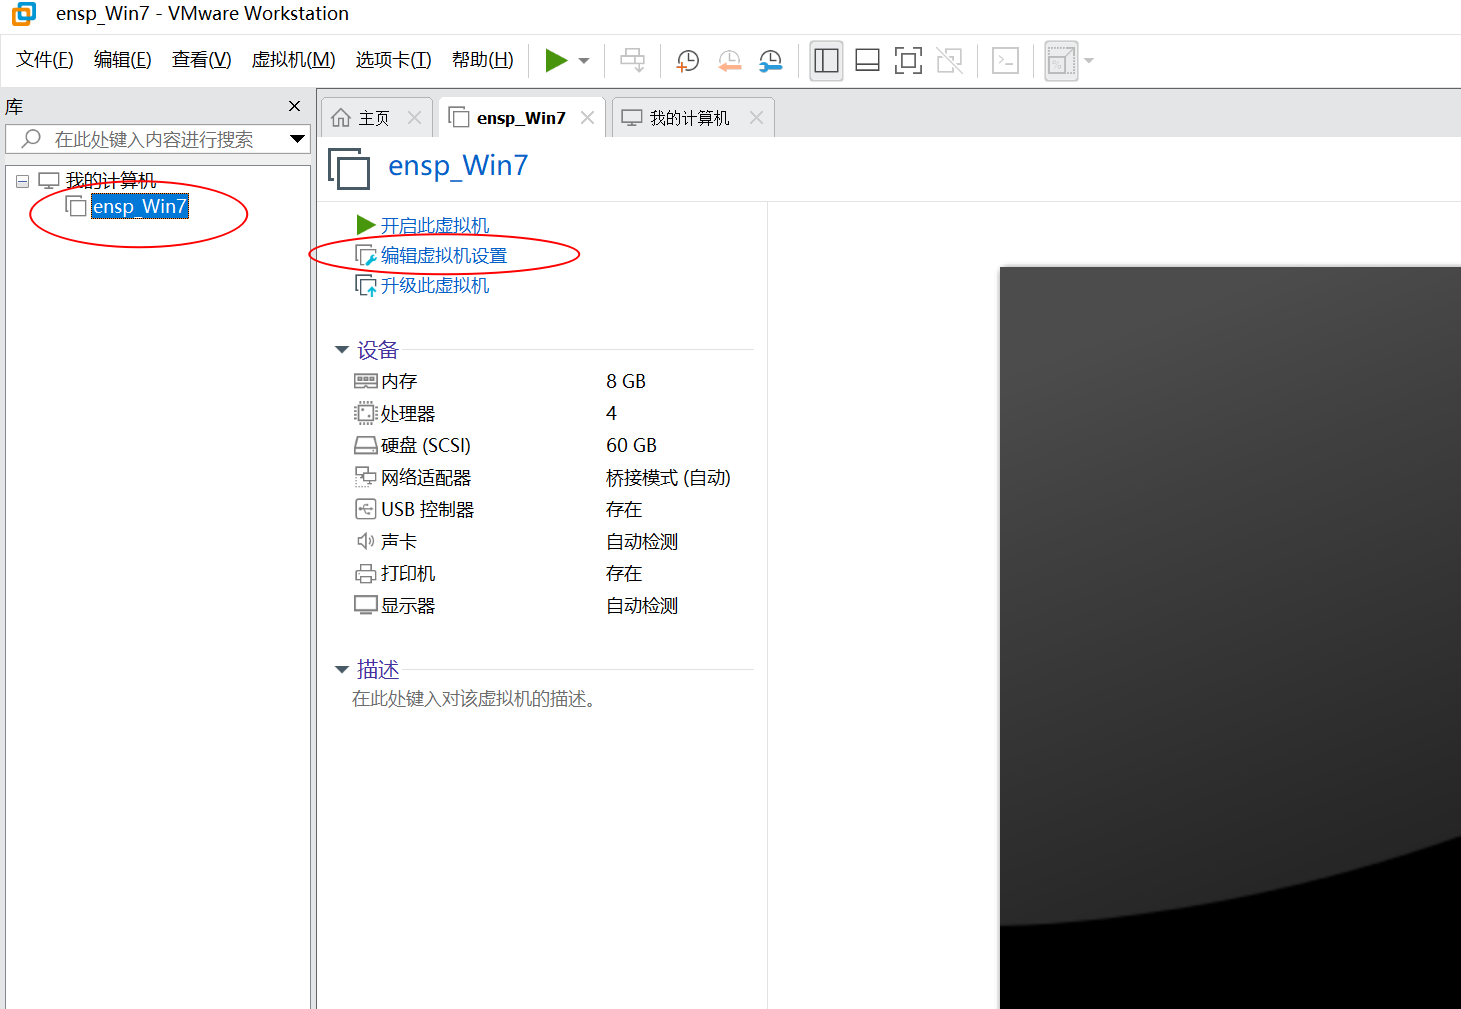 ensp_Win7 - VMware Workstation
文件(F) 编辑(E) 查看(V) 虚拟机(M) 选项卡(T) 帮助(H)
库
在此处键入内容进行搜索
我的计算机
ensp_Win7
主页 ensp_Win7 我的计算机
ensp_Win7
开启此虚拟机
编辑虚拟机设置
升级此虚拟机
设备
内存 8 GB
处理器 4
硬盘 (SCSI) 60 GB
网络适配器 桥接模式 (自动)
USB 控制器 存在
声卡 自动检测
打印机 存在
显示器 自动检测
描述
在此处键入对该虚拟机的描述。